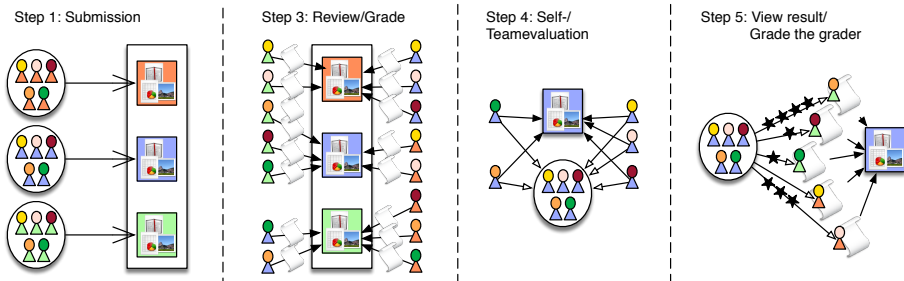 Step 1: Submission
Step 3: Review/Grade
Step 4: Self-/
Teamevaluation
Step 5: View result/
Grade the grader